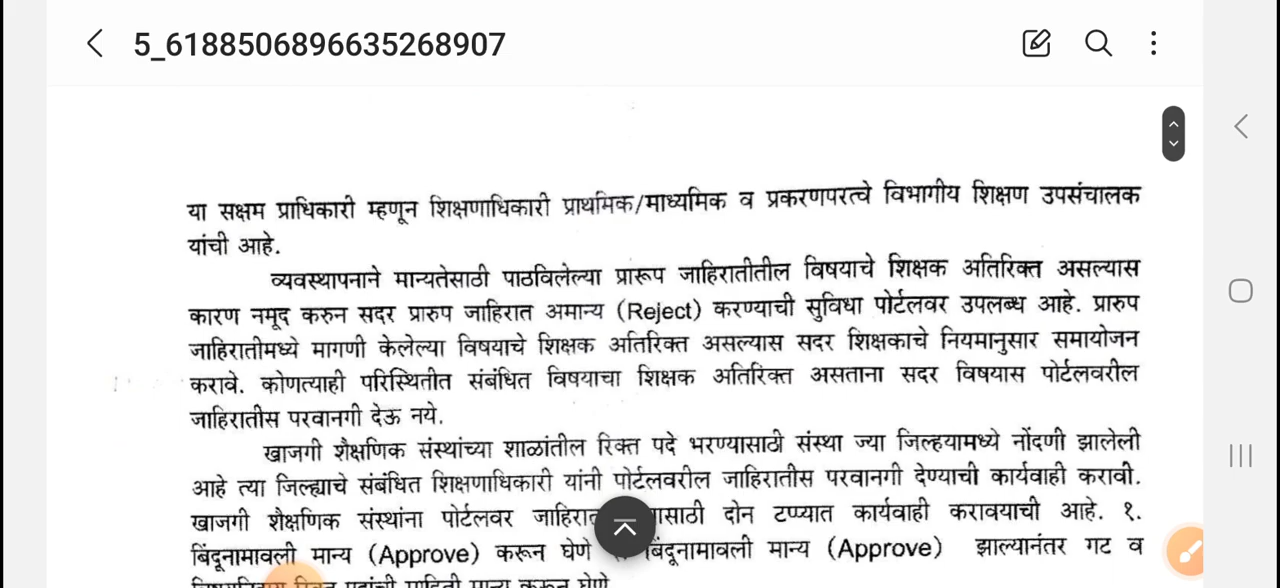 5_6188506896635268907
या सक्षम प्राधिकारी म्हणून शिक्षणाधिकारी प्राथमिक/माध्यमिक व प्रकरणपरत्वे विभागीय शिक्षण उपसंचालक
यांची आहे.
व्यवस्थापनाने मान्यतेसाठी पाठविलेल्या प्रारूप जाहिरातीतील विषयाचे शिक्षक अतिरिक्त असल्यास
कारण नमूद करुन सदर प्रारुप जाहिरात अमान्य (Reject) करण्याची सुविधा पोर्टलवर उपलब्ध आहे. प्रारुप
जाहिरातीमध्ये मागणी केलेल्या विषयाचे शिक्षक अतिरिक्त असल्यास सदर शिक्षकाचे नियमानुसार समायोजन
करावे. कोणत्याही परिस्थितीत संबंधित विषयाचा शिक्षक अतिरिक्त असताना सदर विषयास पोर्टलवरील
जाहिरातीस परवानगी देऊ नये.
खाजगी शैक्षणिक संस्थांच्या शाळांतील रिक्त पदे भरण्यासाठी संस्था ज्या जिल्हयामध्ये नोंदणी झालेली
आहे त्या जिल्ह्याचे संबंधित शिक्षणाधिकारी यांनी पोर्टलवरील जाहिरातीस परवानगी देण्याची कार्यवाही करावी.
खाजगी शैक्षणिक संस्थांना पोर्टलवर दोन टप्प्यात कार्यवाही करावयाची आहे. १.
बिंदूनामावली मान्य (Approve) करून घेणे बिंदूनामावली मान्य (Approve) झाल्यानंतर गट व